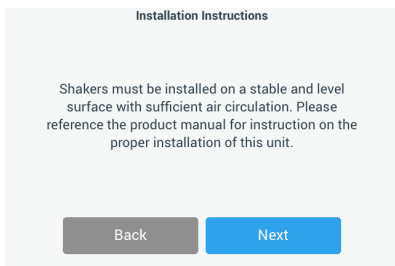 Installation Instructions
Shakers must be installed on a stable and level
surface with sufficient air circulation. Please
reference the product manual for instruction on the
proper installation of this unit.
Back
Next